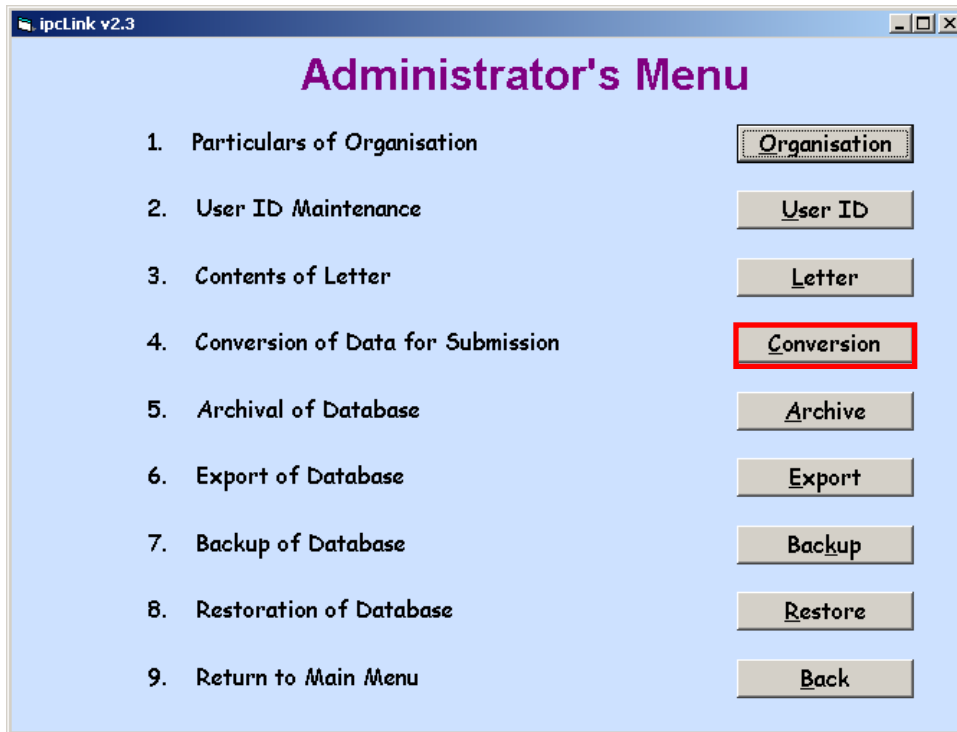 ipcLink v2.3
Administrator's Menu
1. Particulars of Organisation Organisation
2. User ID Maintenance User ID
3. Contents of Letter Letter
4. Conversion of Data for Submission Conversion
5. Archival of Database Archive
6. Export of Database Export
7. Backup of Database Backup
8. Restoration of Database Restore
9. Return to Main Menu Back